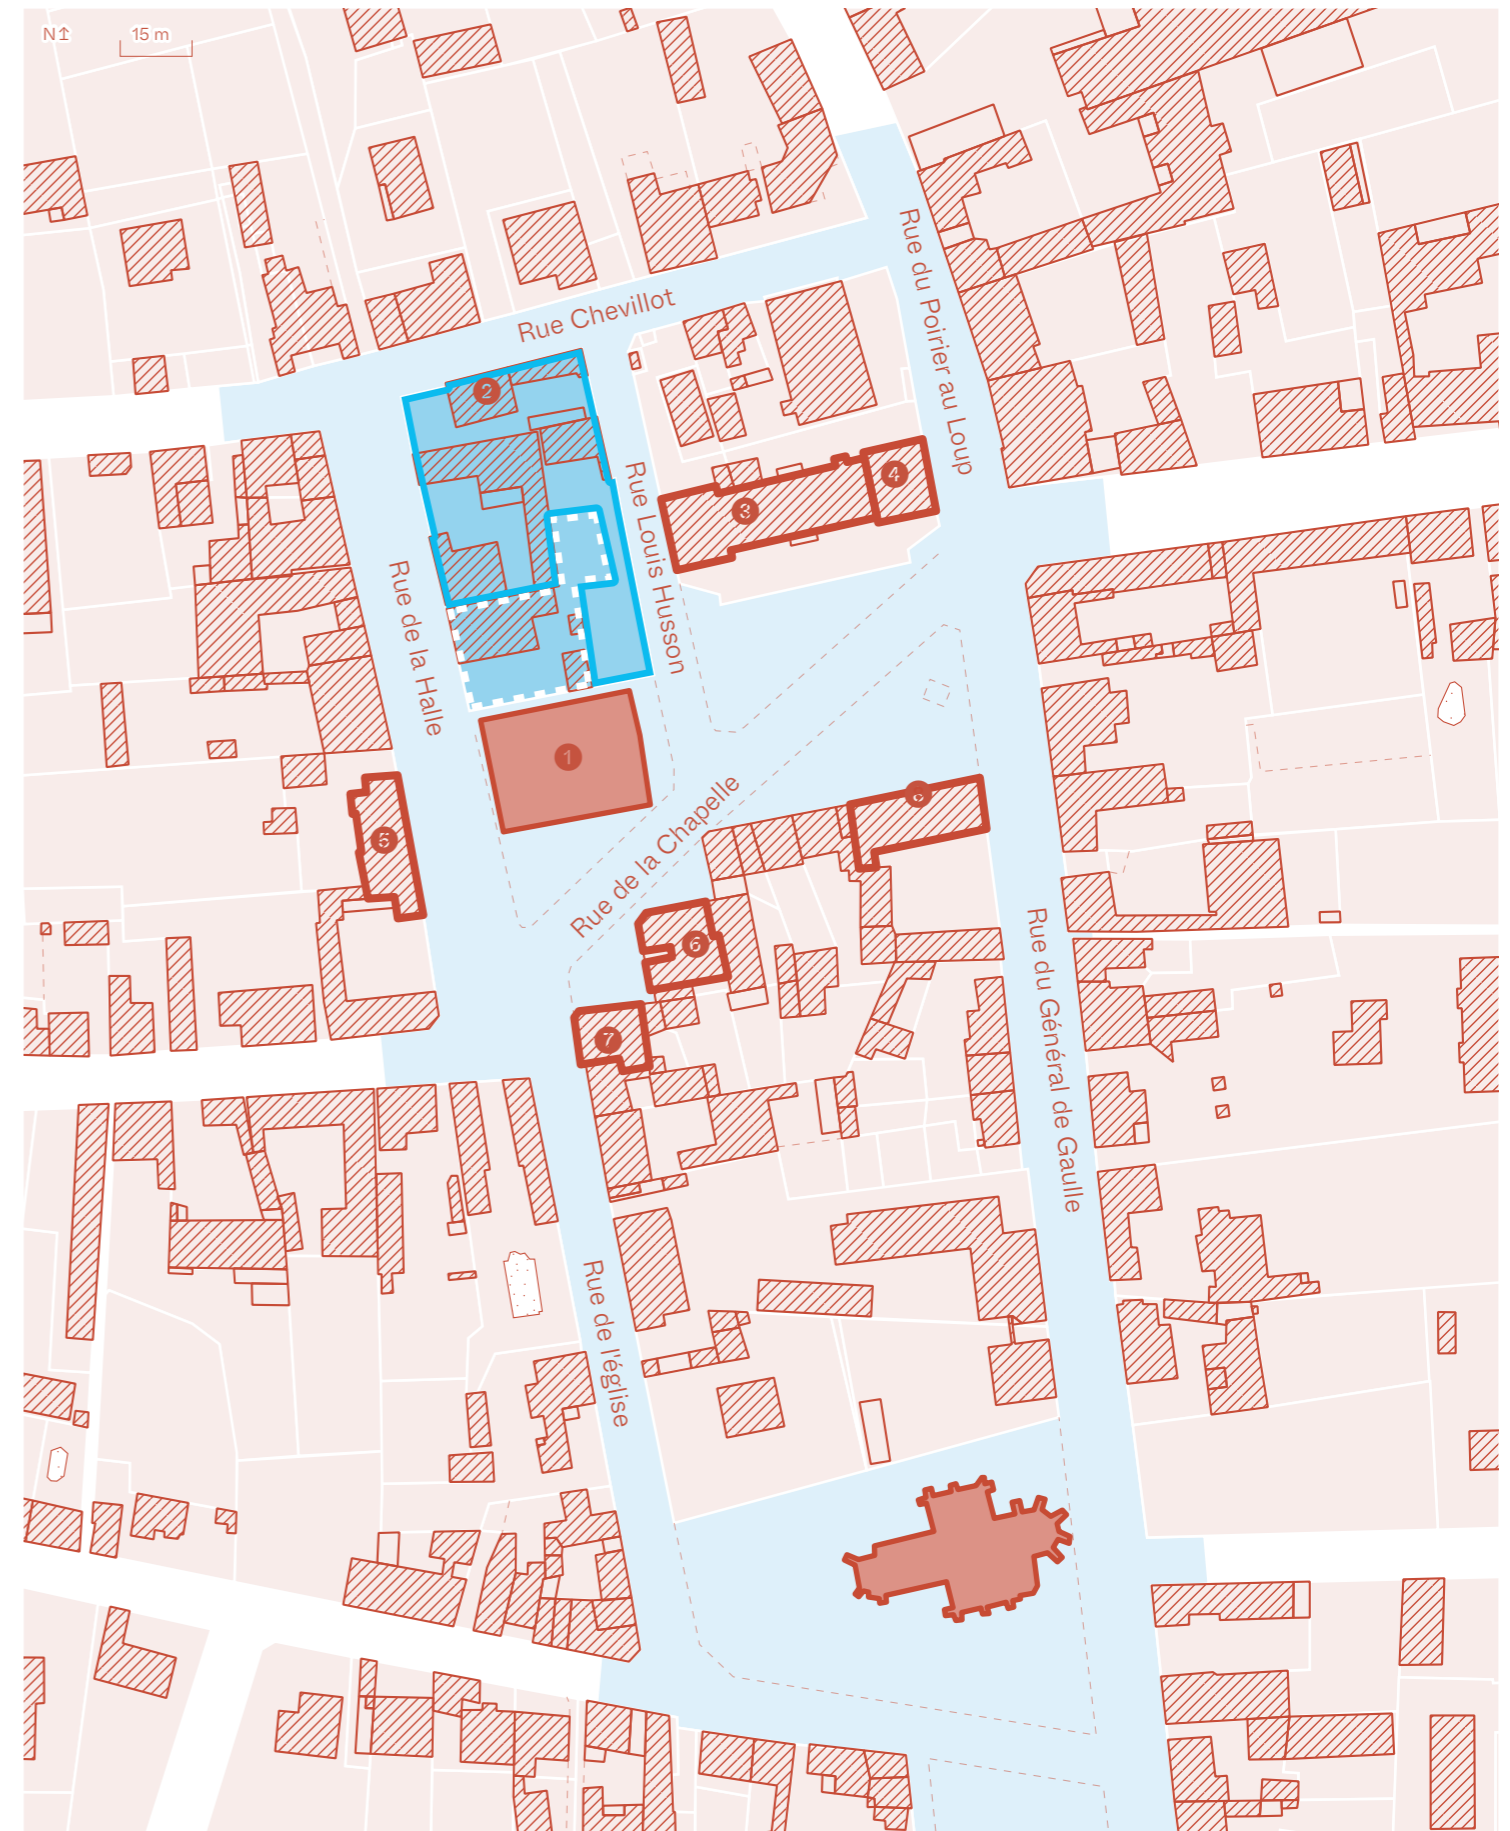 N↥ 15 m
Rue Chevillot
Rue du Poirier au Loup
2
4
3
Rue Louis Husson
Rue de la Halle
1
Rue de la Chapelle
8
5
6
7
Rue du Général de Gaulle
Rue de l'église